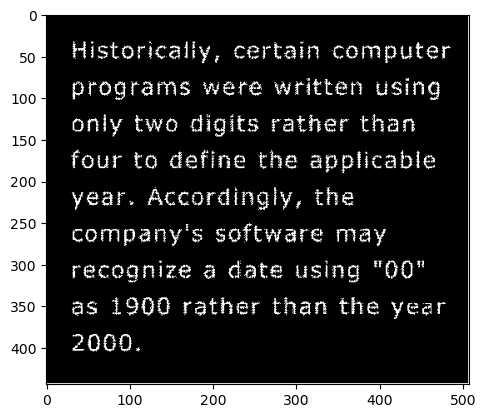 0
50
100
150
200
250
300
350
400
0 100 200 300 400 500
Historically, certain computer
programs were written using
only two digits rather than
four to define the applicable
year. Accordingly, the
company's software may
recognize a date using "00"
as 1900 rather than the year
2000.